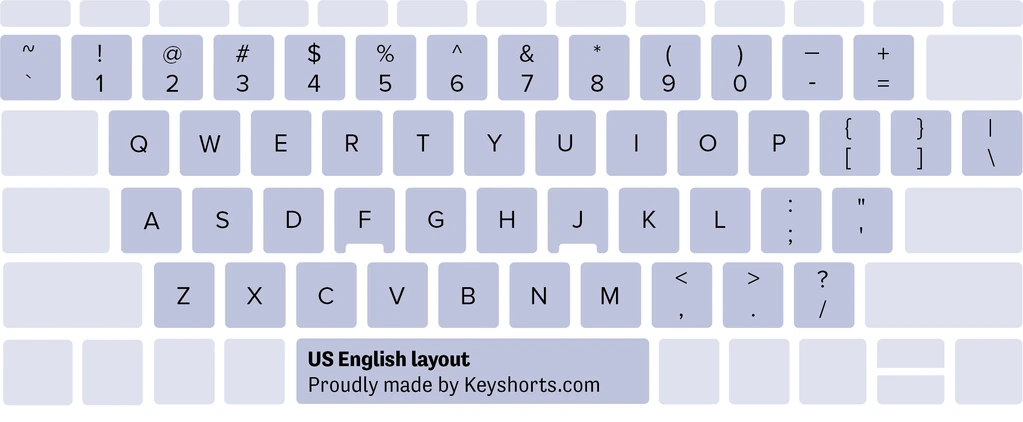 ~ ! @ # $ % ^ & * ( ) — +
` 1 2 3 4 5 6 7 8 9 0 - =
Q W E R T Y U I O P { } |
[ ] \
A S D F G H J K L : "
; '
Z X C V B N M < > ?
, . /
US English layout
Proudly made by Keyshorts.com